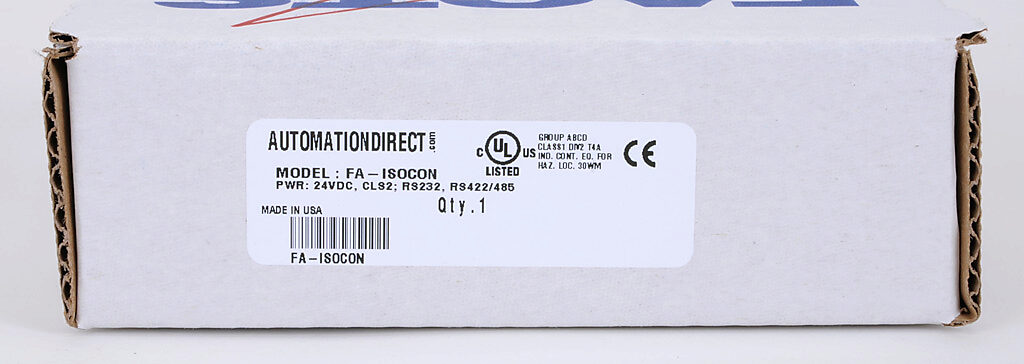 AUTOMATIONDIRECT.com
C UL US
LISTED
GROUP ABCD
CLASS1 DIV2 T4A
IND. CONT. EQ. FOR
HAZ. LOC. 30WM
CE
MODEL : FA-ISOCON
PWR: 24VDC, CLS2; RS232, RS422/485
Qty.1
MADE IN USA
FA-ISOCON